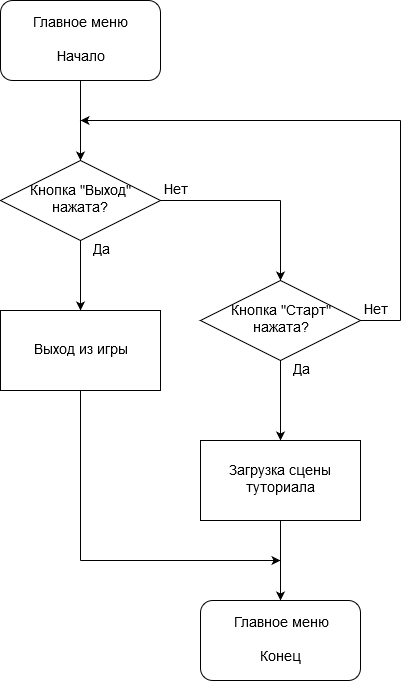 Главное меню
Начало
Кнопка "Выход"
нажата?
Нет
Да
Кнопка "Старт"
нажата?
Нет
Да
Выход из игры
Загрузка сцены
туториала
Главное меню
Конец